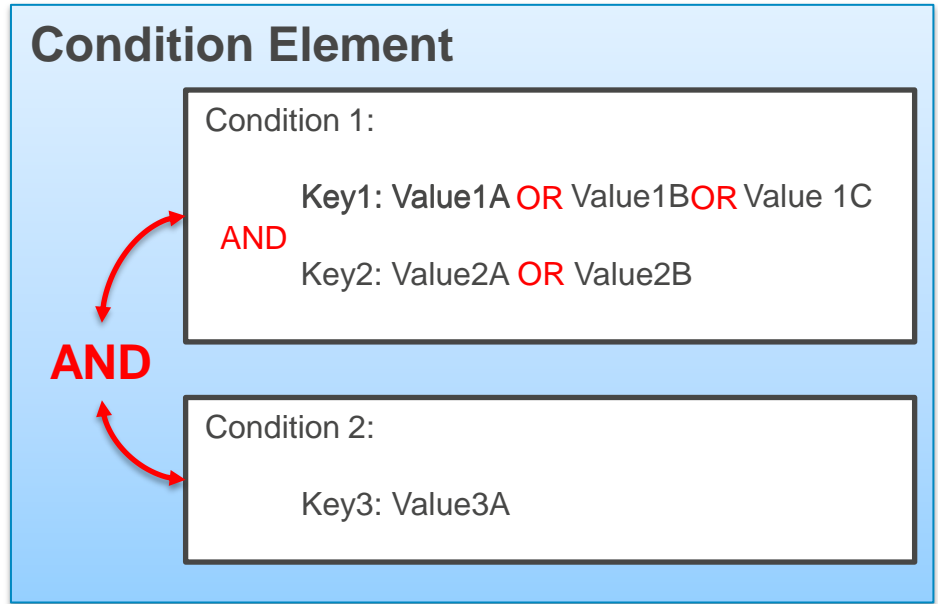 Condition Element
Condition 1:
Key1: Value1A OR Value1BOR Value 1C
AND
Key2: Value2A OR Value2B
AND
Condition 2:
Key3: Value3A